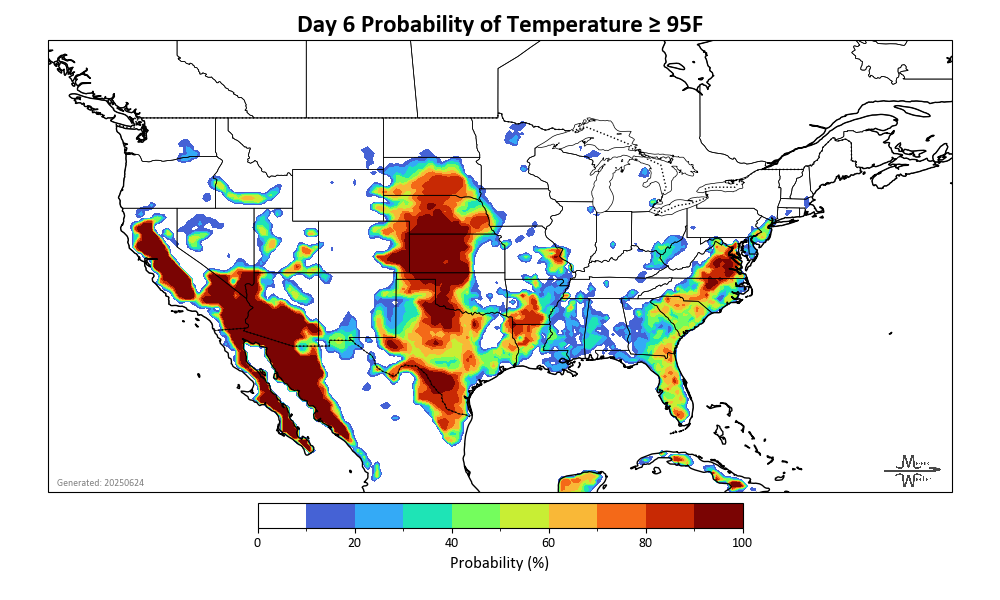 Day 6 Probability of Temperature ≥ 95F
Generated: 20250624
0 20 40 60 80 100
Probability (%)